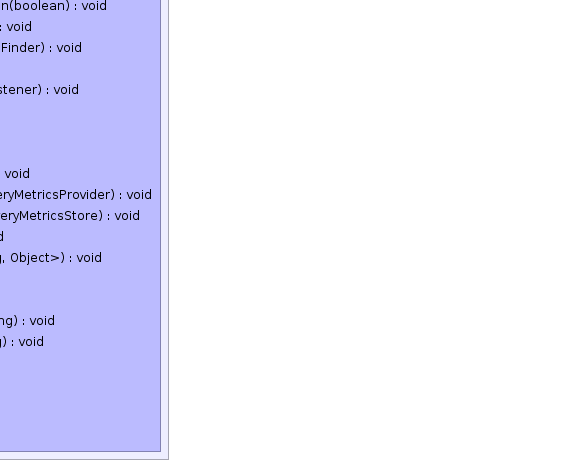 n(boolean) : void
: void
Finder) : void
stener) : void
void
eryMetricsProvider) : void
eryMetricsStore) : void
d
, Object>) : void
ng) : void
g) : void